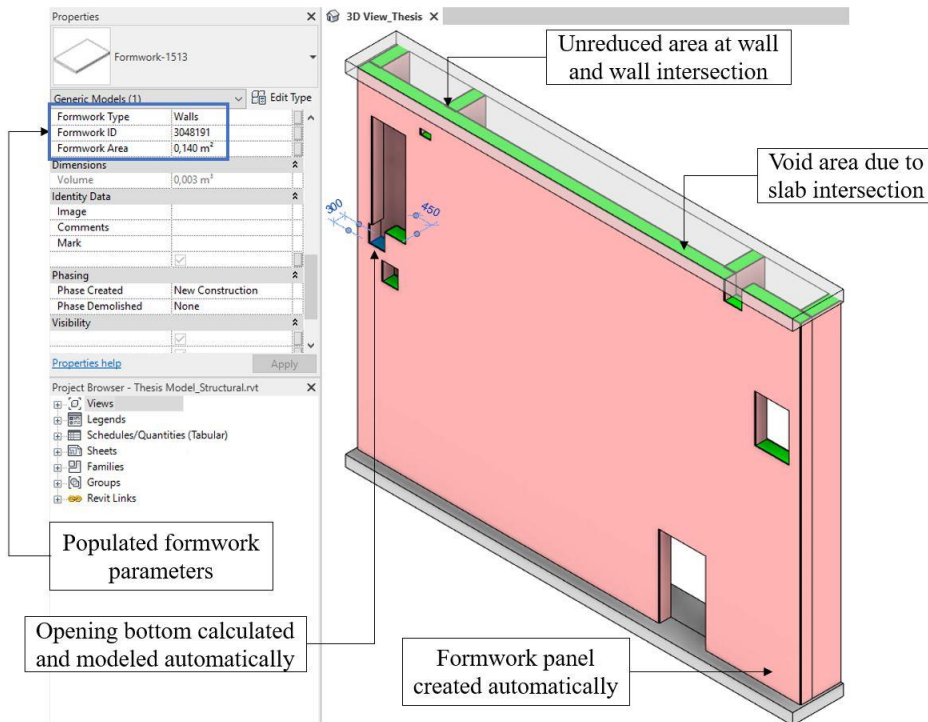 Properties
Formwork-1513
Generic Models (1)
Edit Type
Formwork Type Walls
Formwork ID 3048191
Formwork Area 0,140 m²
Dimensions
Volume 0,003 m³
Identity Data
Image
Comments
Mark
Phasing
Phase Created New Construction
Phase Demolished None
Visibility
Properties help
Apply
Project Browser - Thesis Model_Structural.rvt
Views
Legends
Schedules/Quantities (Tabular)
Sheets
Families
Groups
Revit Links
Populated formwork
parameters
Opening bottom calculated
and modeled automatically
3D View_Thesis
Unreduced area at wall
and wall intersection
Void area due to
slab intersection
300
450
Formwork panel
created automatically